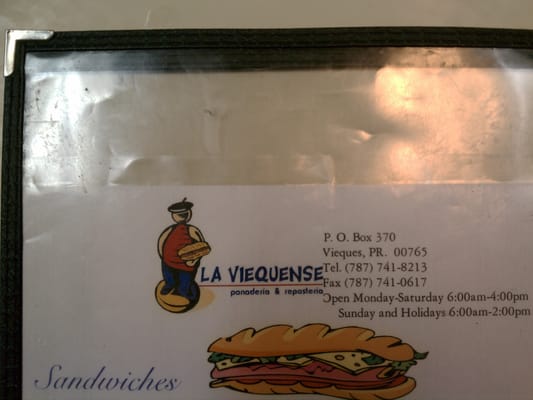 LA VIEQUENSE
panaderia & reposteria
P. O. Box 370
Vieques, PR. 00765
Tel. (787) 741-8213
Fax (787) 741-0617
Open Monday-Saturday 6:00am-4:00pm
Sunday and Holidays 6:00am-2:00pm
Sandwiches